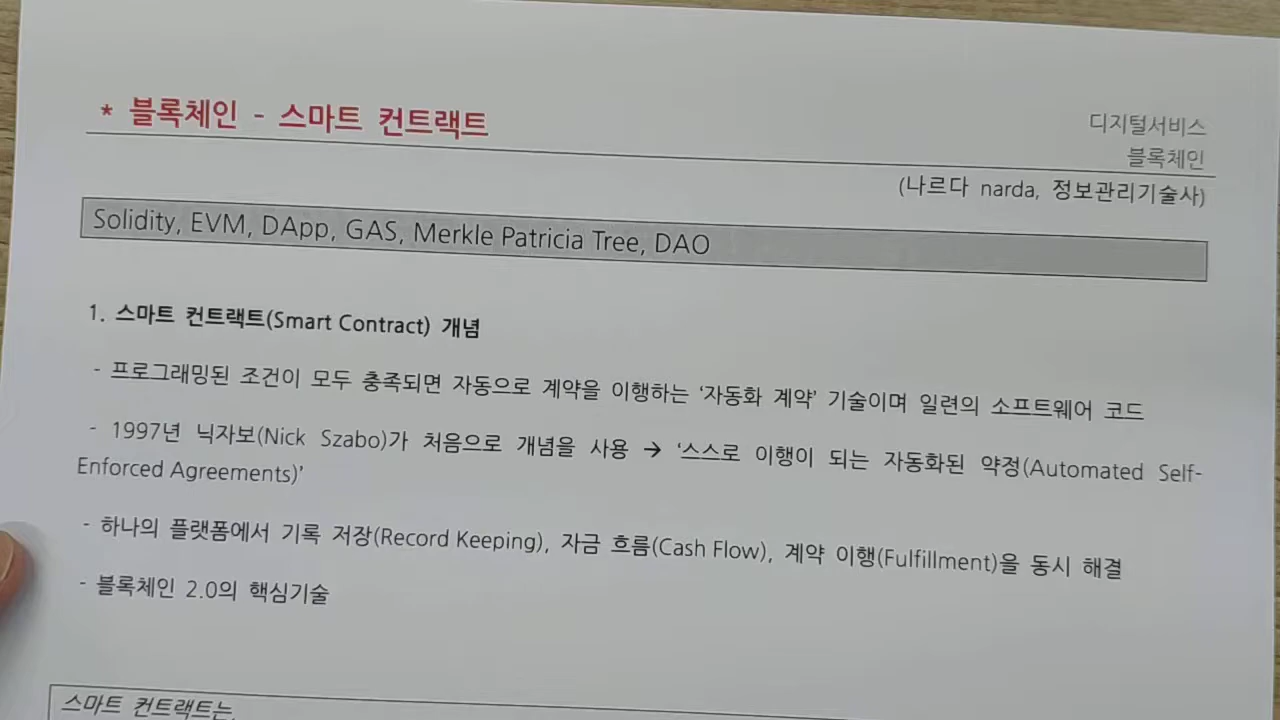 * 블록체인 - 스마트 컨트랙트
디지털서비스
블록체인
(나르다 narda, 정보관리기술사)
Solidity, EVM, DApp, GAS, Merkle Patricia Tree, DAO
1. 스마트 컨트랙트(Smart Contract) 개념
- 프로그래밍된 조건이 모두 충족되면 자동으로 계약을 이행하는 ‘자동화 계약’ 기술이며 일련의 소프트웨어 코드
- 1997년 닉자보(Nick Szabo)가 처음으로 개념을 사용 → ‘스스로 이행이 되는 자동화된 약정(Automated Self-
Enforced Agreements)’
- 하나의 플랫폼에서 기록 저장(Record Keeping), 자금 흐름(Cash Flow), 계약 이행(Fulfillment)을 동시 해결
- 블록체인 2.0의 핵심기술
스마트 컨트랙트는,